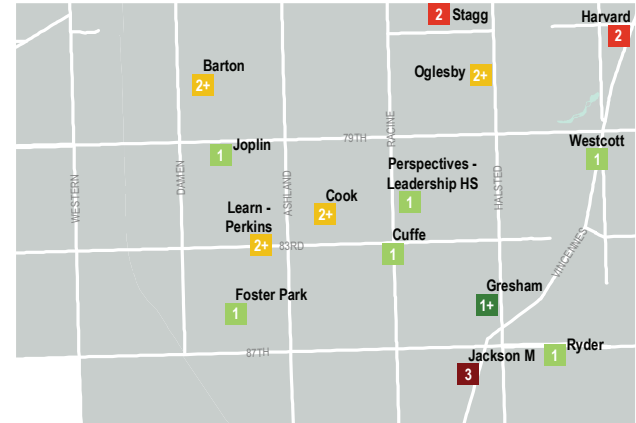 2 Stagg
Harvard
2
Barton
2+
Oglesby 2+
79TH
RACINE
Joplin
1
Westcott
1
WESTERN
DAMEN
ASHLAND
HALSTED
Perspectives -
Leadership HS
1
Cook
2+
Learn -
Perkins
2+
83RD
Cuffe
1
VINCENNES
Gresham
1+
Foster Park
1
87TH
Ryder
1
Jackson M
3